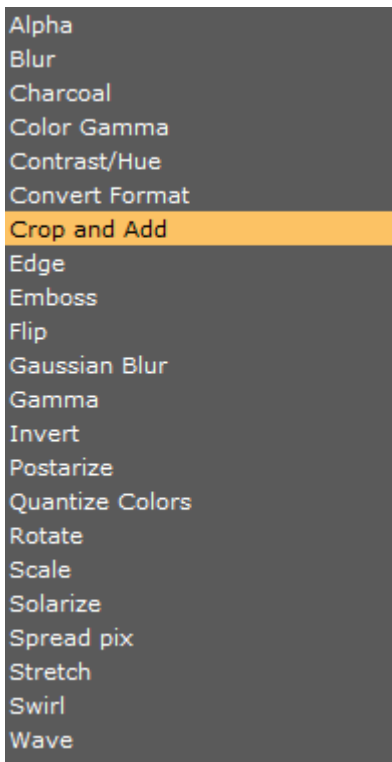 Alpha
Blur
Charcoal
Color Gamma
Contrast/Hue
Convert Format
Crop and Add
Edge
Emboss
Flip
Gaussian Blur
Gamma
Invert
Postarize
Quantize Colors
Rotate
Scale
Solarize
Spread pix
Stretch
Swirl
Wave